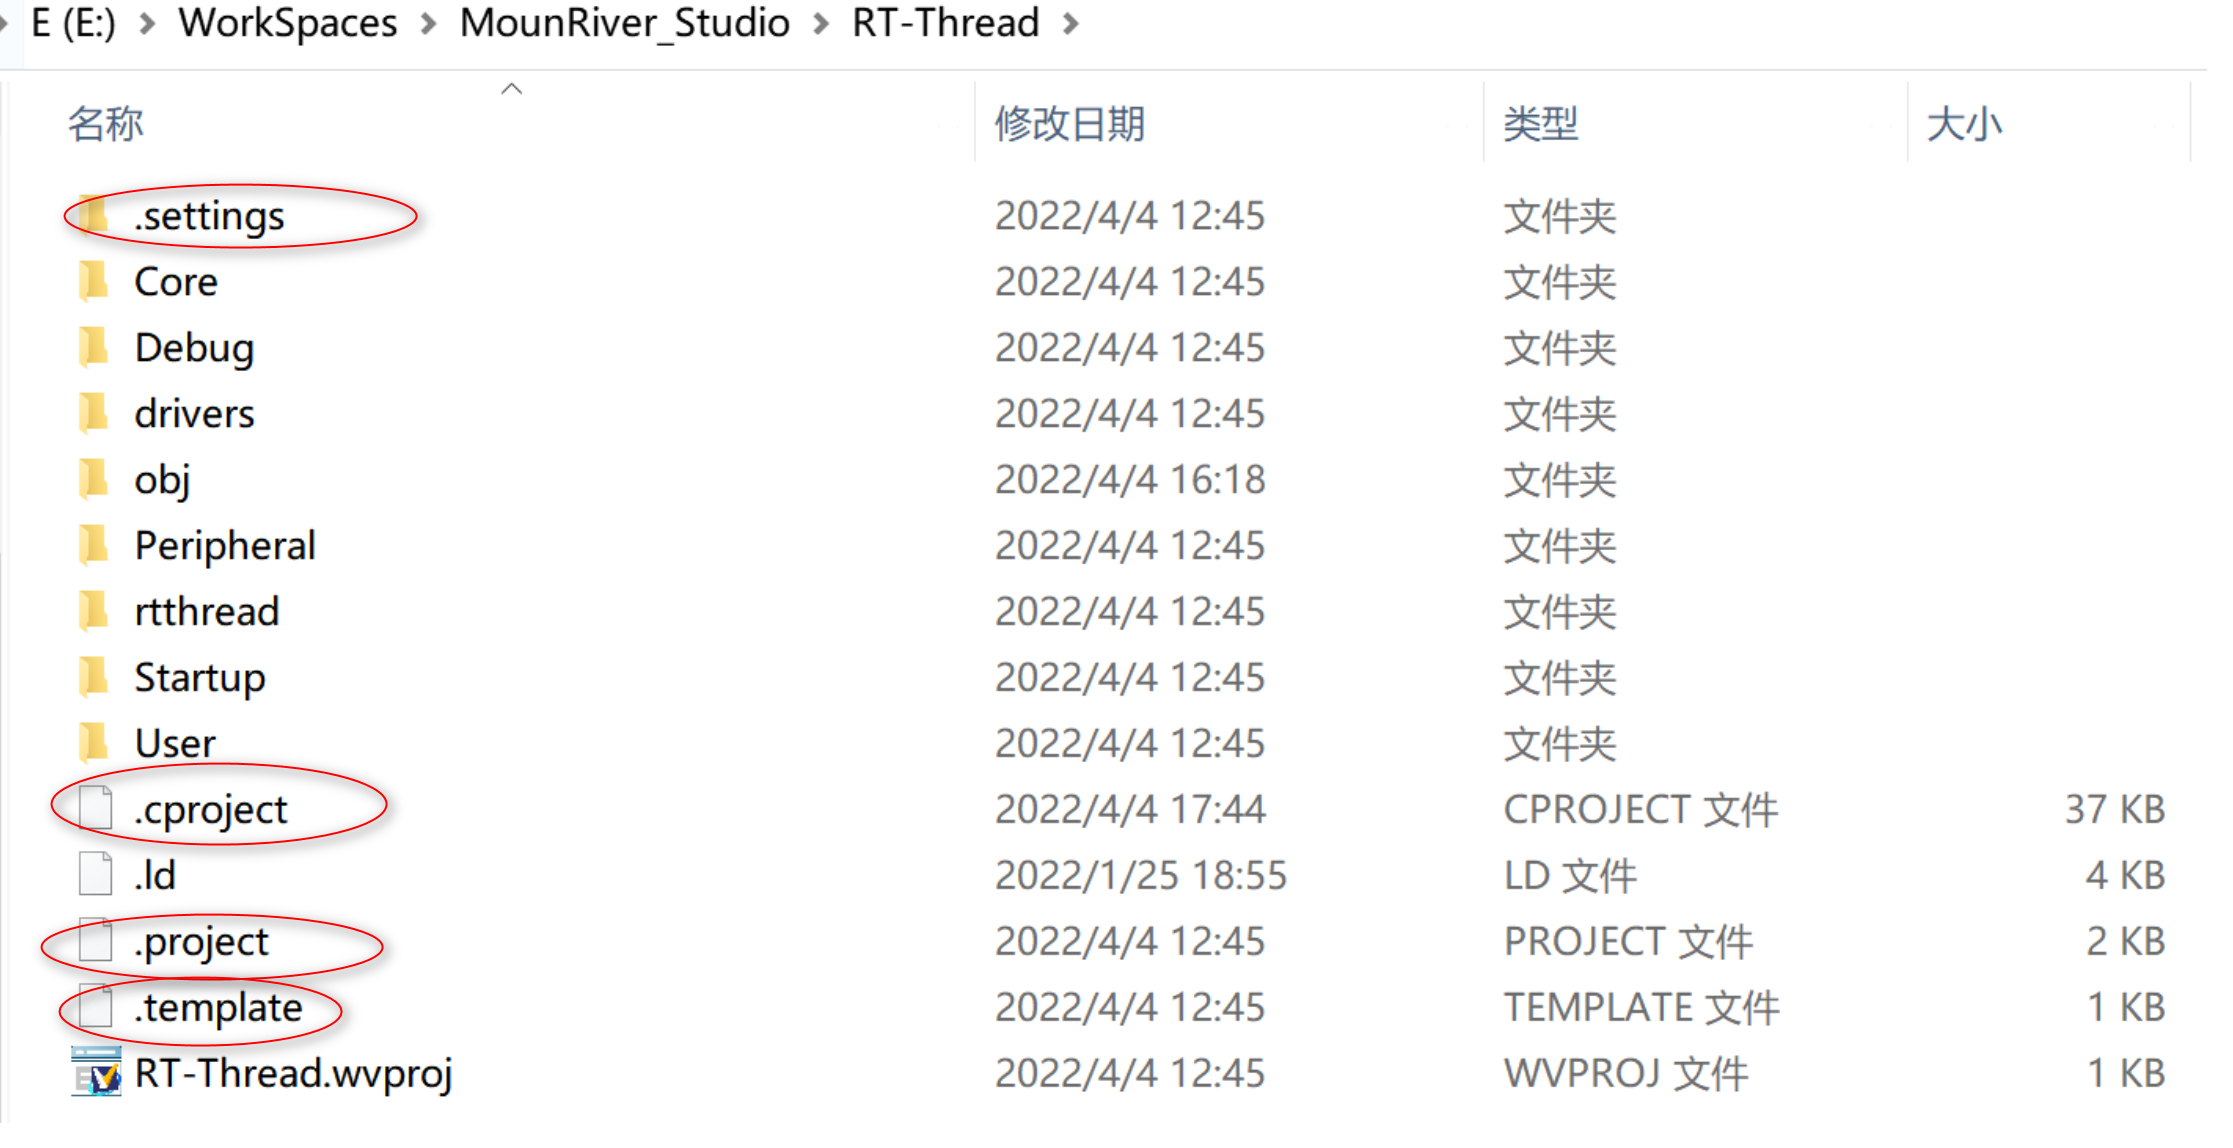 E (E:) > WorkSpaces > MounRiver_Studio > RT-Thread >
名称 修改日期 类型 大小
.settings 2022/4/4 12:45 文件夹
Core 2022/4/4 12:45 文件夹
Debug 2022/4/4 12:45 文件夹
drivers 2022/4/4 12:45 文件夹
obj 2022/4/4 16:18 文件夹
Peripheral 2022/4/4 12:45 文件夹
rtthread 2022/4/4 12:45 文件夹
Startup 2022/4/4 12:45 文件夹
User 2022/4/4 12:45 文件夹
.cproject 2022/4/4 17:44 CPROJECT 文件 37 KB
.ld 2022/1/25 18:55 LD 文件 4 KB
.project 2022/4/4 12:45 PROJECT 文件 2 KB
.template 2022/4/4 12:45 TEMPLATE 文件 1 KB
RT-Thread.wvproj 2022/4/4 12:45 WVPROJ 文件 1 KB